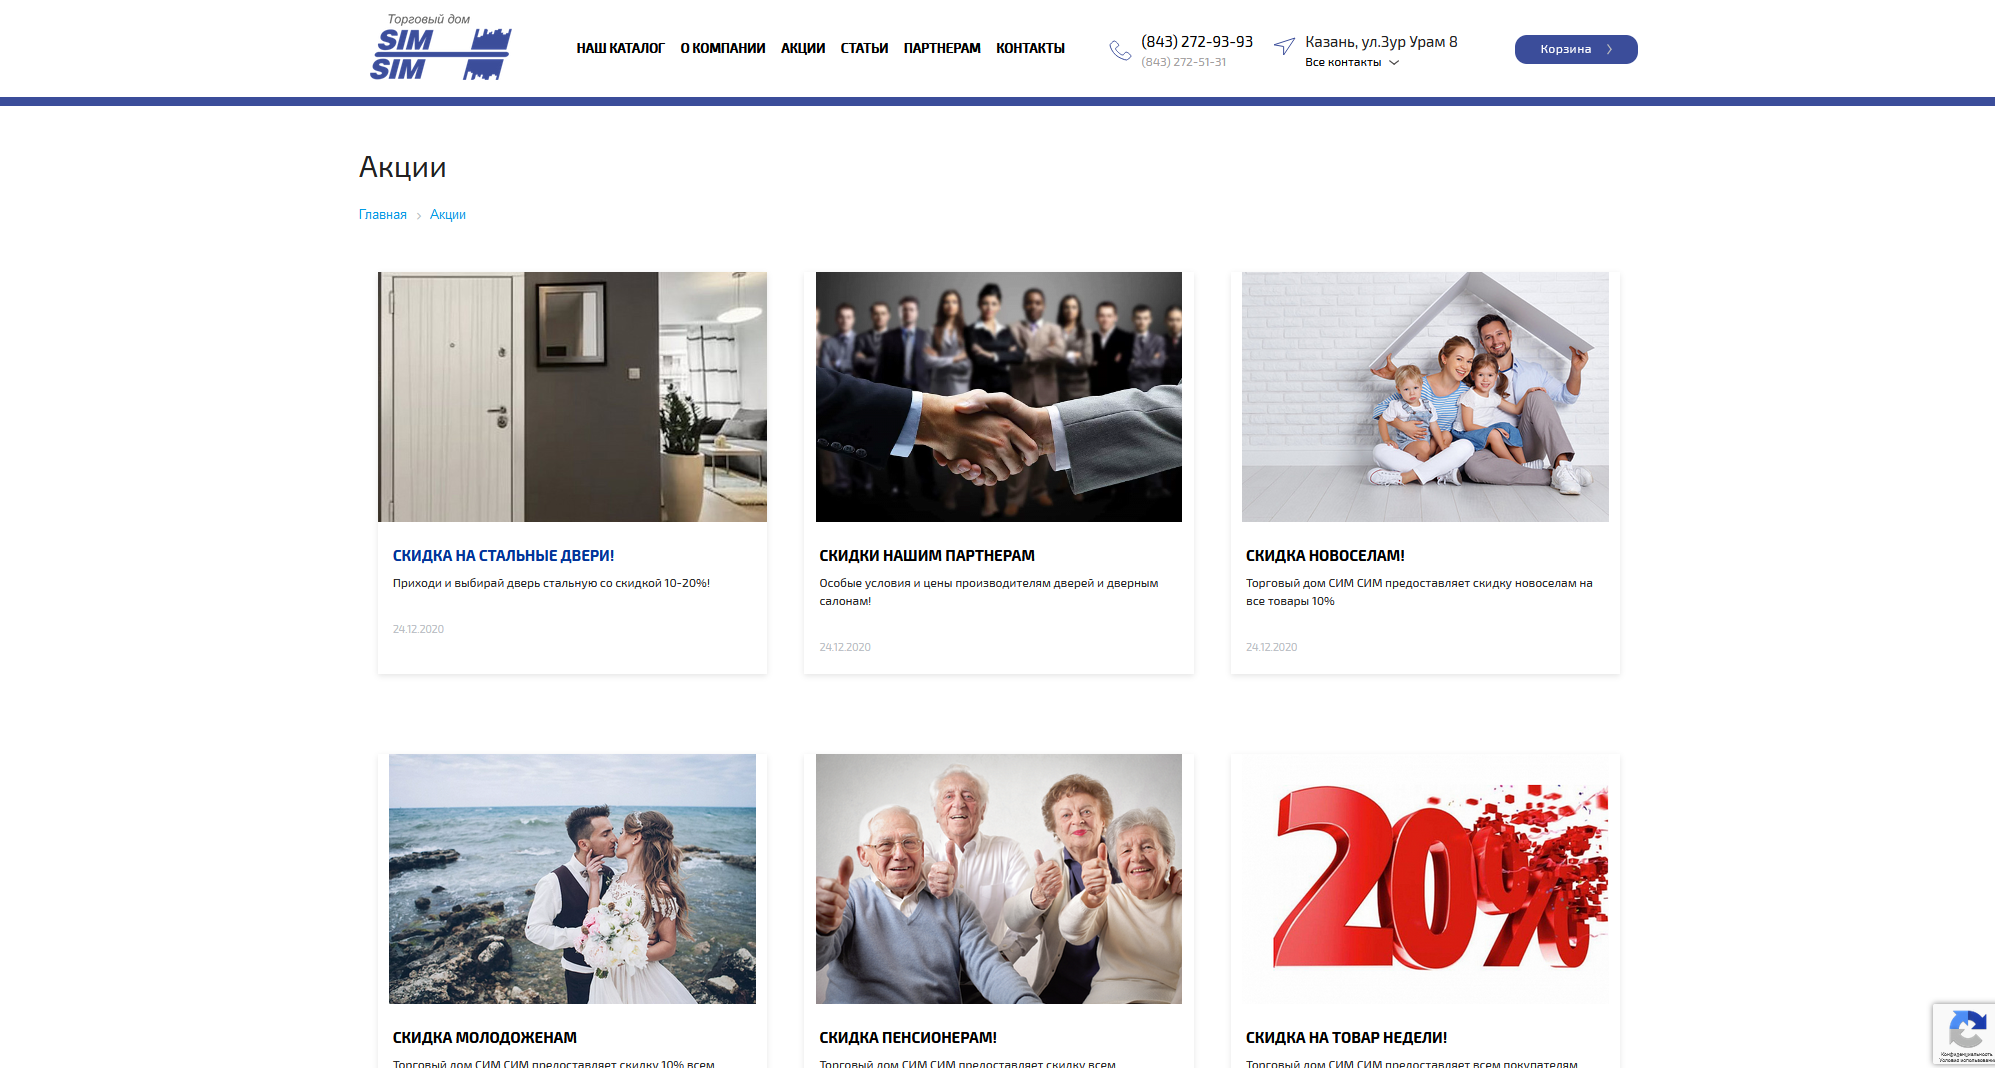 Торговый дом
SIM
SIM
НАШ КАТАЛОГ О КОМПАНИИ АКЦИИ СТАТЬИ ПАРТНЕРАМ КОНТАКТЫ
(843) 272-93-93
(843) 272-51-31
Казань, ул.Зур Урам 8
Все контакты
Корзина
Акции
Главная Акции
СКИДКА НА СТАЛЬНЫЕ ДВЕРИ!
Приходи и выбирай дверь стальную со скидкой 10-20%!
24.12.2020
СКИДКИ НАШИМ ПАРТНЕРАМ
Особые условия и цены производителям дверей и дверным
салонам!
24.12.2020
СКИДКА НОВОСЕЛАМ!
Торговый дом СИМ СИМ предоставляет скидку новоселам на
все товары 10%
24.12.2020
20%
СКИДКА МОЛОДОЖЕНАМ
Торговый дом СИМ СИМ предоставляет скидку 10% всем
СКИДКА ПЕНСИОНЕРАМ!
Торговый дом СИМ СИМ предоставляет скидку всем
СКИДКА НА ТОВАР НЕДЕЛИ!
Торговый дом СИМ СИМ предоставляет всем покупателям
Конфиденциальность